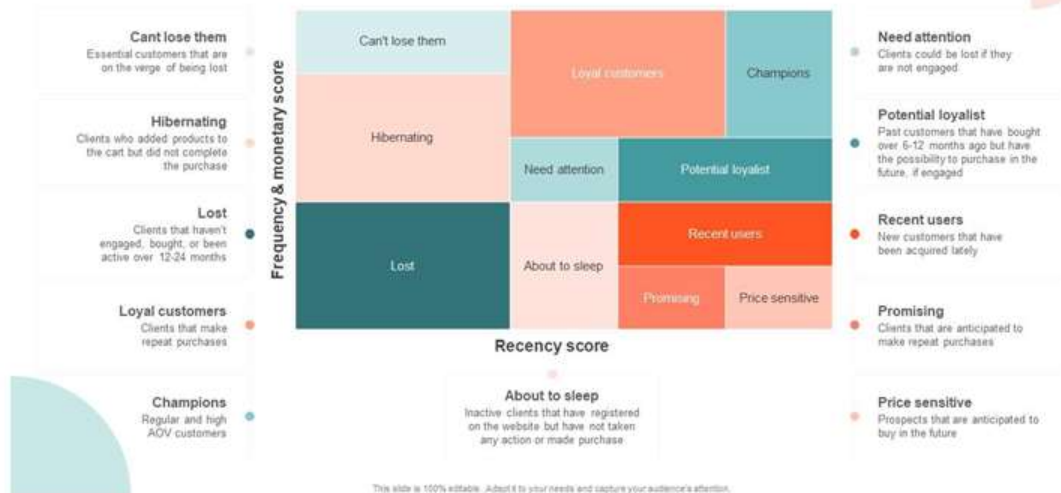 Cant lose them
Essential customers that are
on the verge of being lost
Hibernating
Clients who added products to
the cart but did not complete
the purchase
Lost
Clients that haven't
engaged, bought, or been
active over 12-24 months
Loyal customers
Clients that make
repeat purchases
Champions
Regular and high
AOV customers
Frequency & monetary score
Can't lose them
Loyal customers
Champions
Hibernating
Need attention
Potential loyalist
Lost
About to sleep
Recent users
Promising
Price sensitive
Recency score
About to sleep
Inactive clients that have registered
on the website but have not taken
any action or made purchase
Need attention
Clients could be lost if they
are not engaged
Potential loyalist
Past customers that have bought
over 6-12 months ago but have
the possibility to purchase in the
future, if engaged
Recent users
New customers that have
been acquired lately
Promising
Clients that are anticipated to
make repeat purchases
Price sensitive
Prospects that are anticipated to
buy in the future
This slide is 100% editable. Adapt it to your needs and capture your audience's attention.